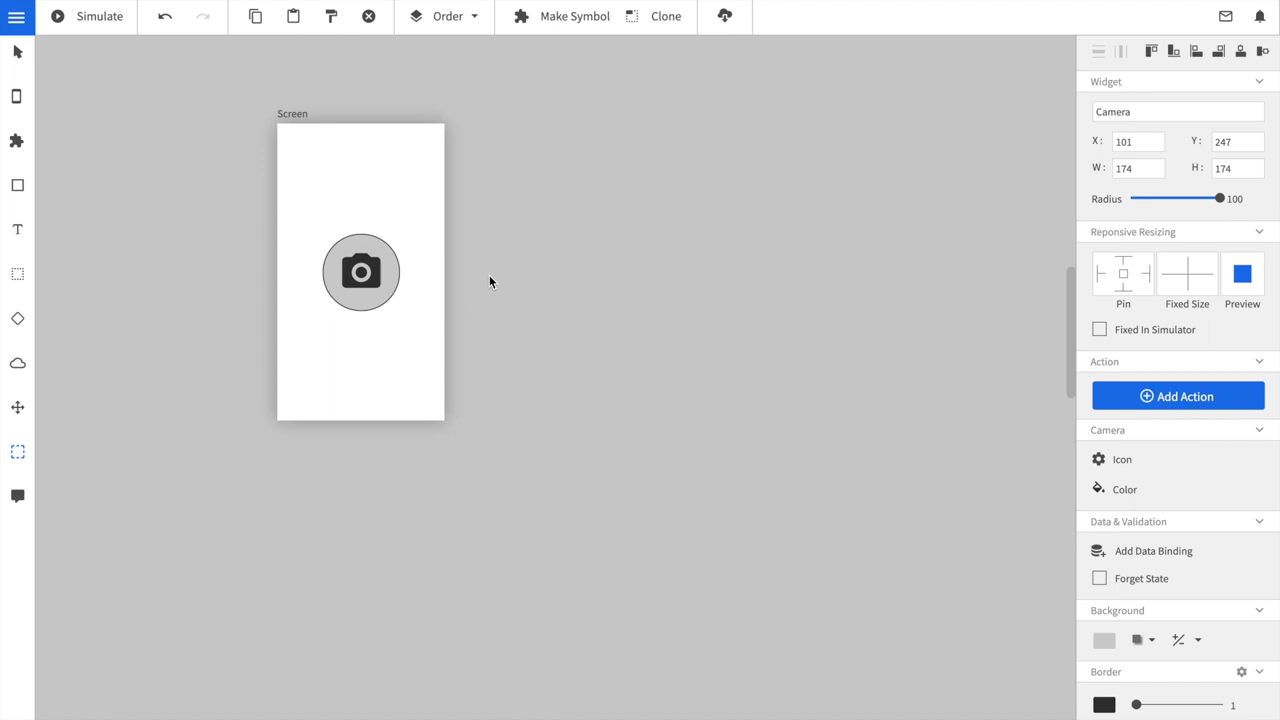 Simulate
Order
Make Symbol
Clone
Screen
Widget
Camera
X : 101 Y : 247
W : 174 H : 174
Radius 100
Reponsive Resizing
Pin Fixed Size Preview
Fixed In Simulator
Action
Add Action
Camera
Icon
Color
Data & Validation
Add Data Binding
Forget State
Background
Border
1